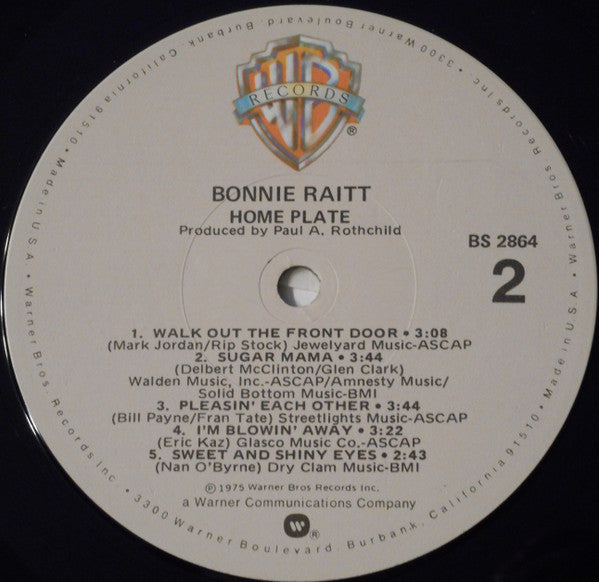 WB
RECORDS
®
BONNIE RAITT
HOME PLATE
Produced by Paul A. Rothchild
BS 2864
2
1. WALK OUT THE FRONT DOOR • 3:08
(Mark Jordan/Rip Stock) Jewelyard Music-ASCAP
2. SUGAR MAMA • 3:44
(Delbert McClinton/Glen Clark)
Walden Music, Inc.-ASCAP/Amnesty Music/
Solid Bottom Music-BMI
3. PLEASIN' EACH OTHER • 3:44
(Bill Payne/Fran Tate) Streetlights Music-ASCAP
4. I'M BLOWIN' AWAY • 3:22
(Eric Kaz) Glasco Music Co.-ASCAP
5. SWEET AND SHINY EYES • 2:43
(Nan O'Byrne) Dry Clam Music-BMI
℗ 1975 Warner Bros Records Inc.
a Warner Communications Company
W ®
Warner Bros. Records Inc. • 3300 Warner Boulevard, Burbank, California 91510 • Made in U.S.A. • Warner Bros. Records Inc. • 3300 Warner Boulevard, Burbank, California 91510 • Made in U.S.A. •